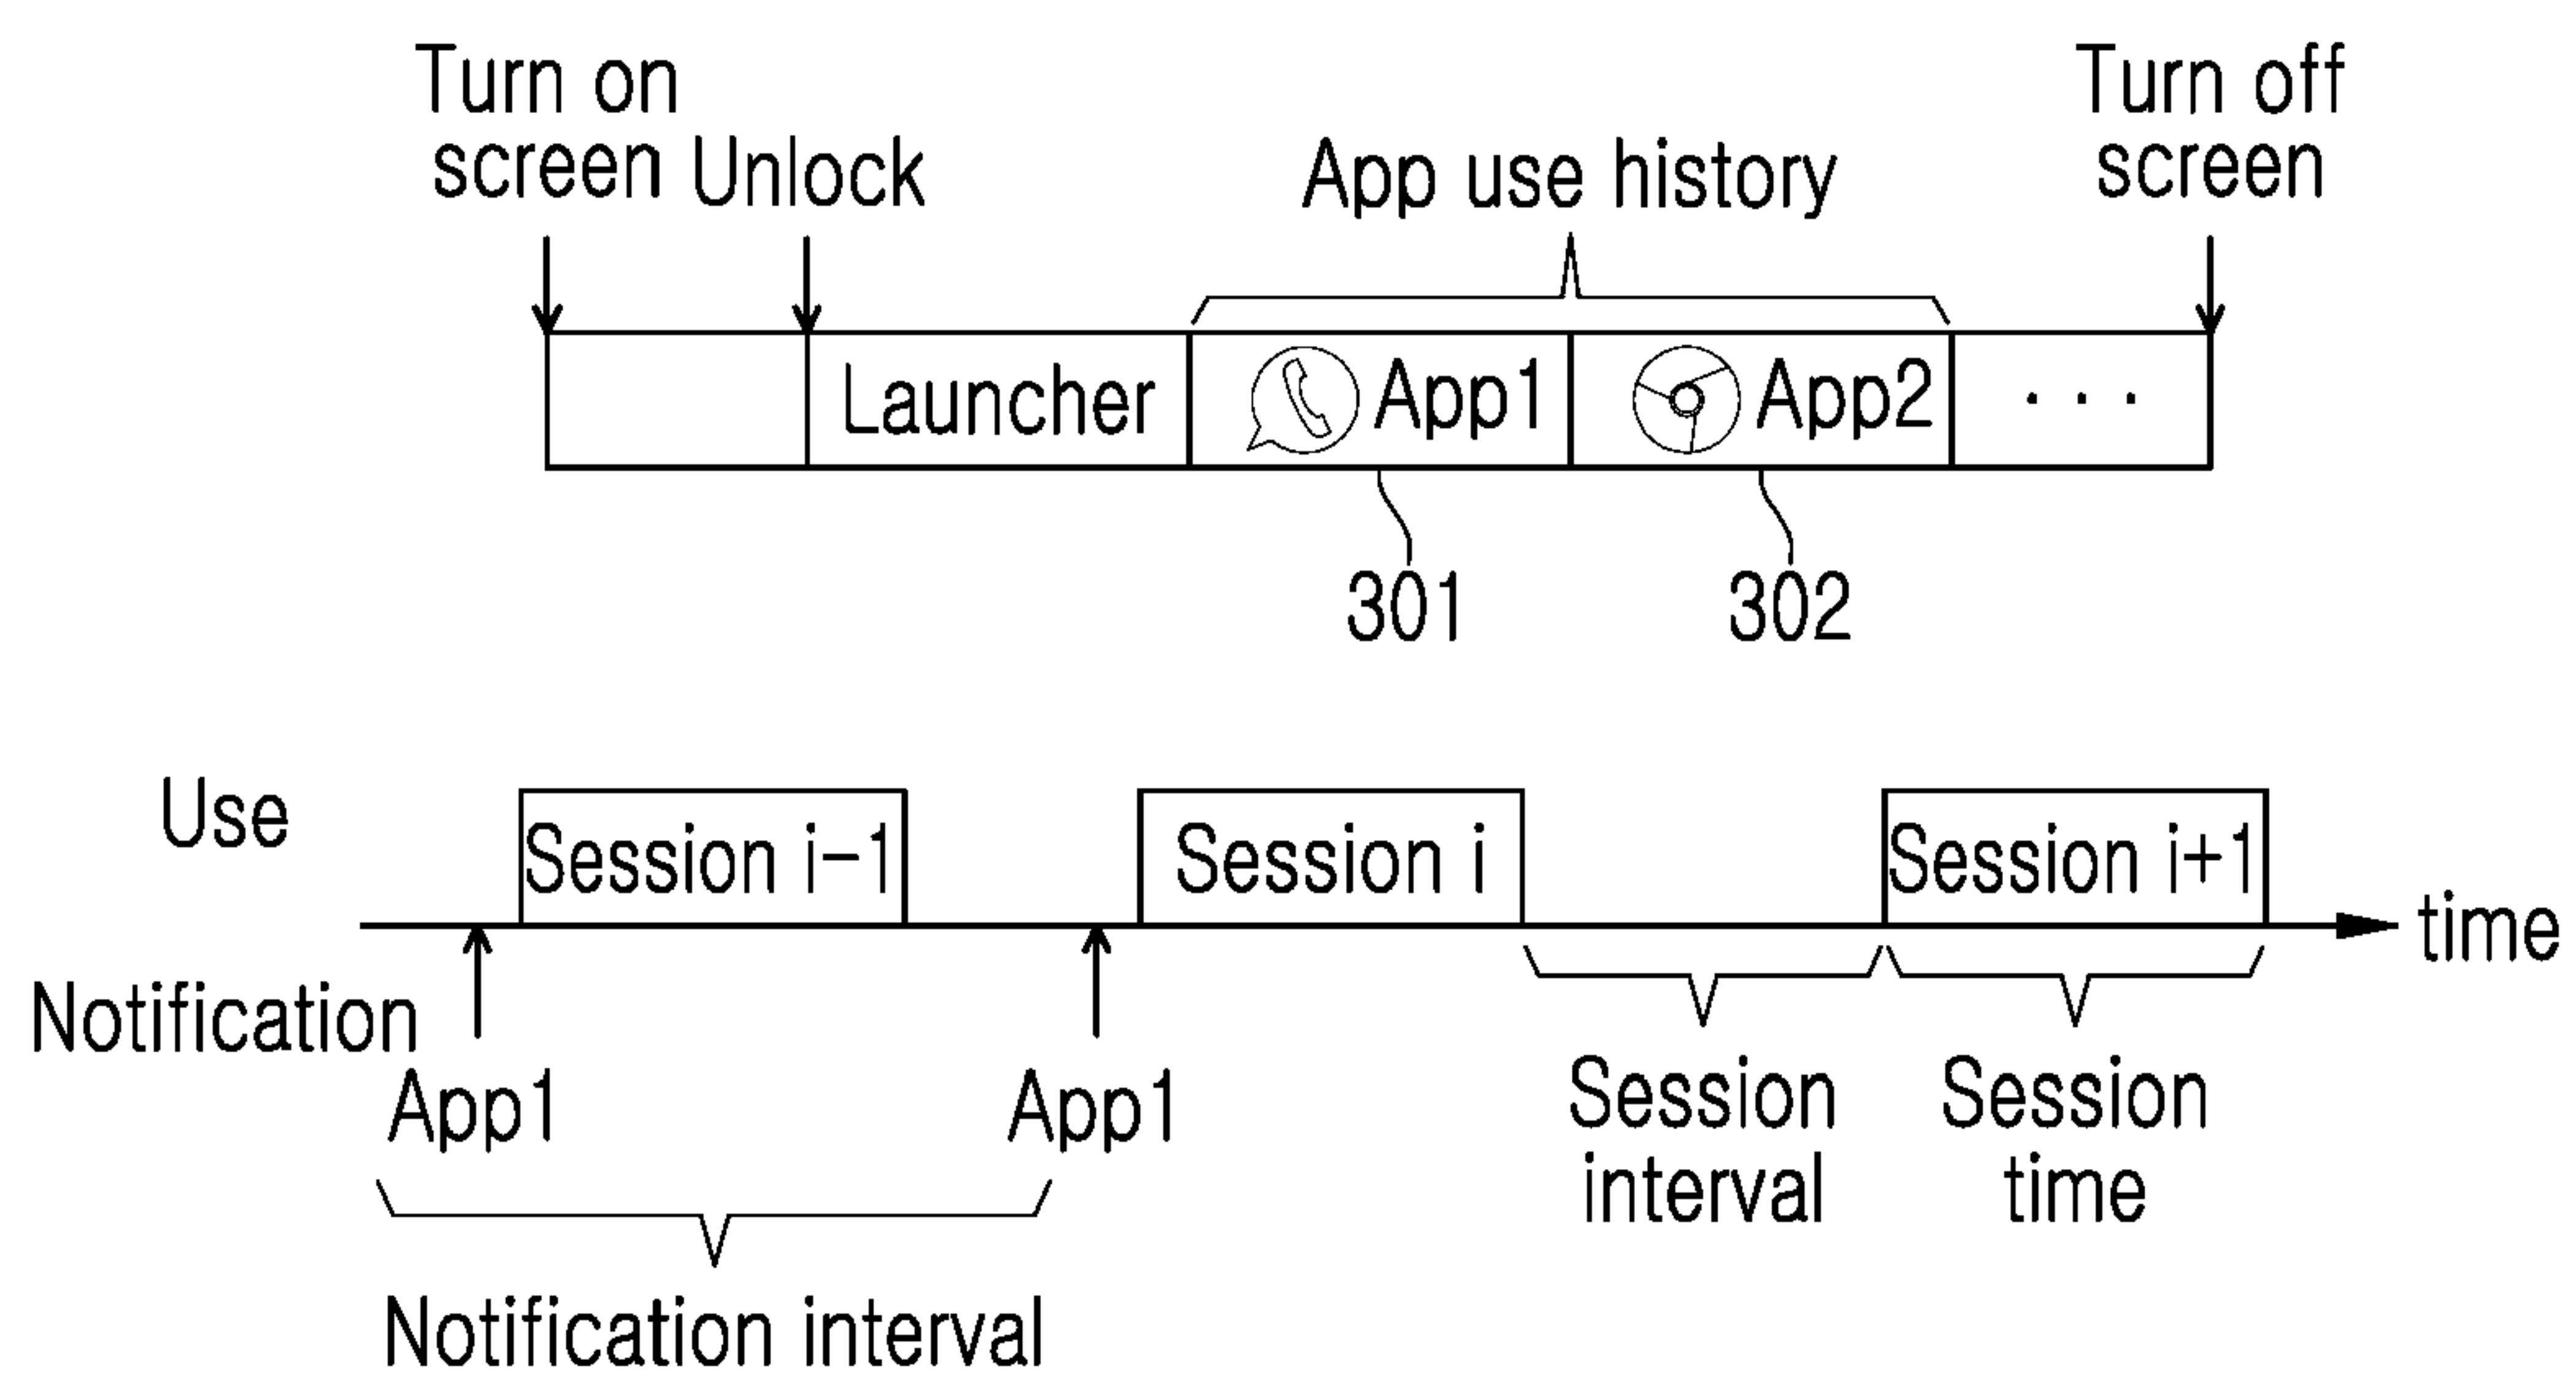 Turn on
screen
Unlock
App use history
Turn off
screen
Launcher
App1
App2
...
301
302
Use
Session i-1
Session i
Session i+1
time
Notification
App1
App1
Session
interval
Session
time
Notification interval